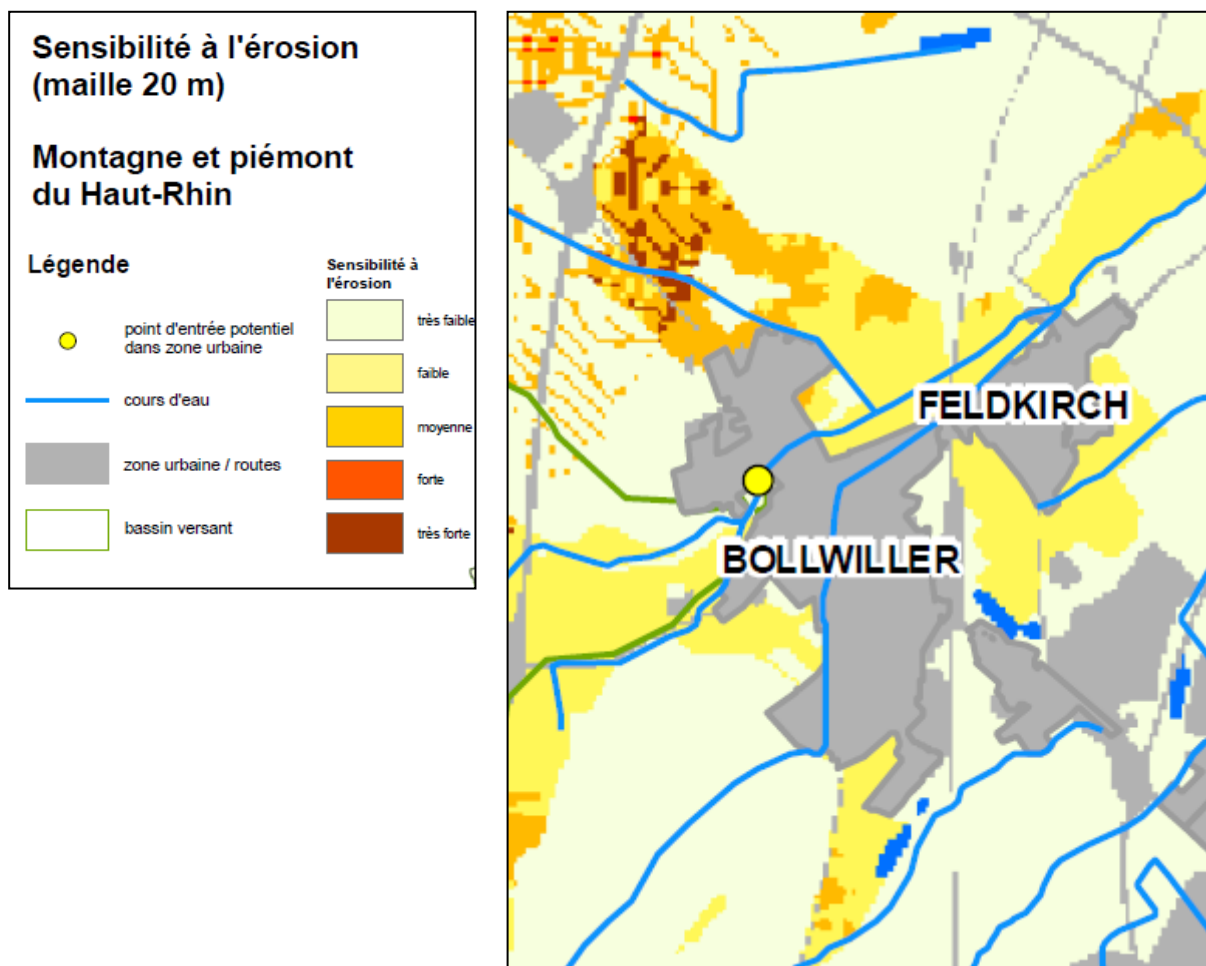 Sensibilité à l'érosion
(maille 20 m)
Montagne et piémont
du Haut-Rhin
Légende
point d'entrée potentiel
dans zone urbaine
cours d'eau
zone urbaine / routes
bassin versant
Sensibilité à
l'érosion
très faible
faible
moyenne
forte
très forte
FELDKIRCH
BOLLWILLER